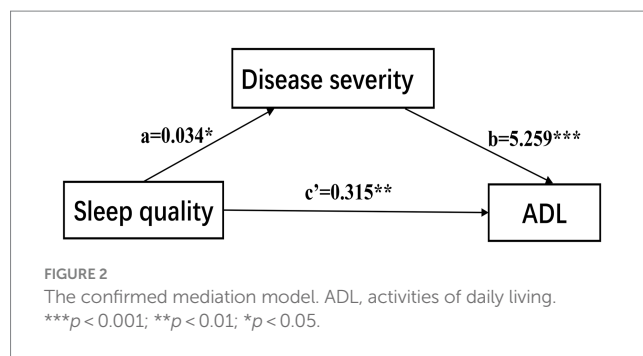 Disease severity
a=0.034*
b=5.259***
Sleep quality
c’=0.315**
ADL
FIGURE 2
The confirmed mediation model. ADL, activities of daily living.
***p < 0.001; **p < 0.01; *p < 0.05.